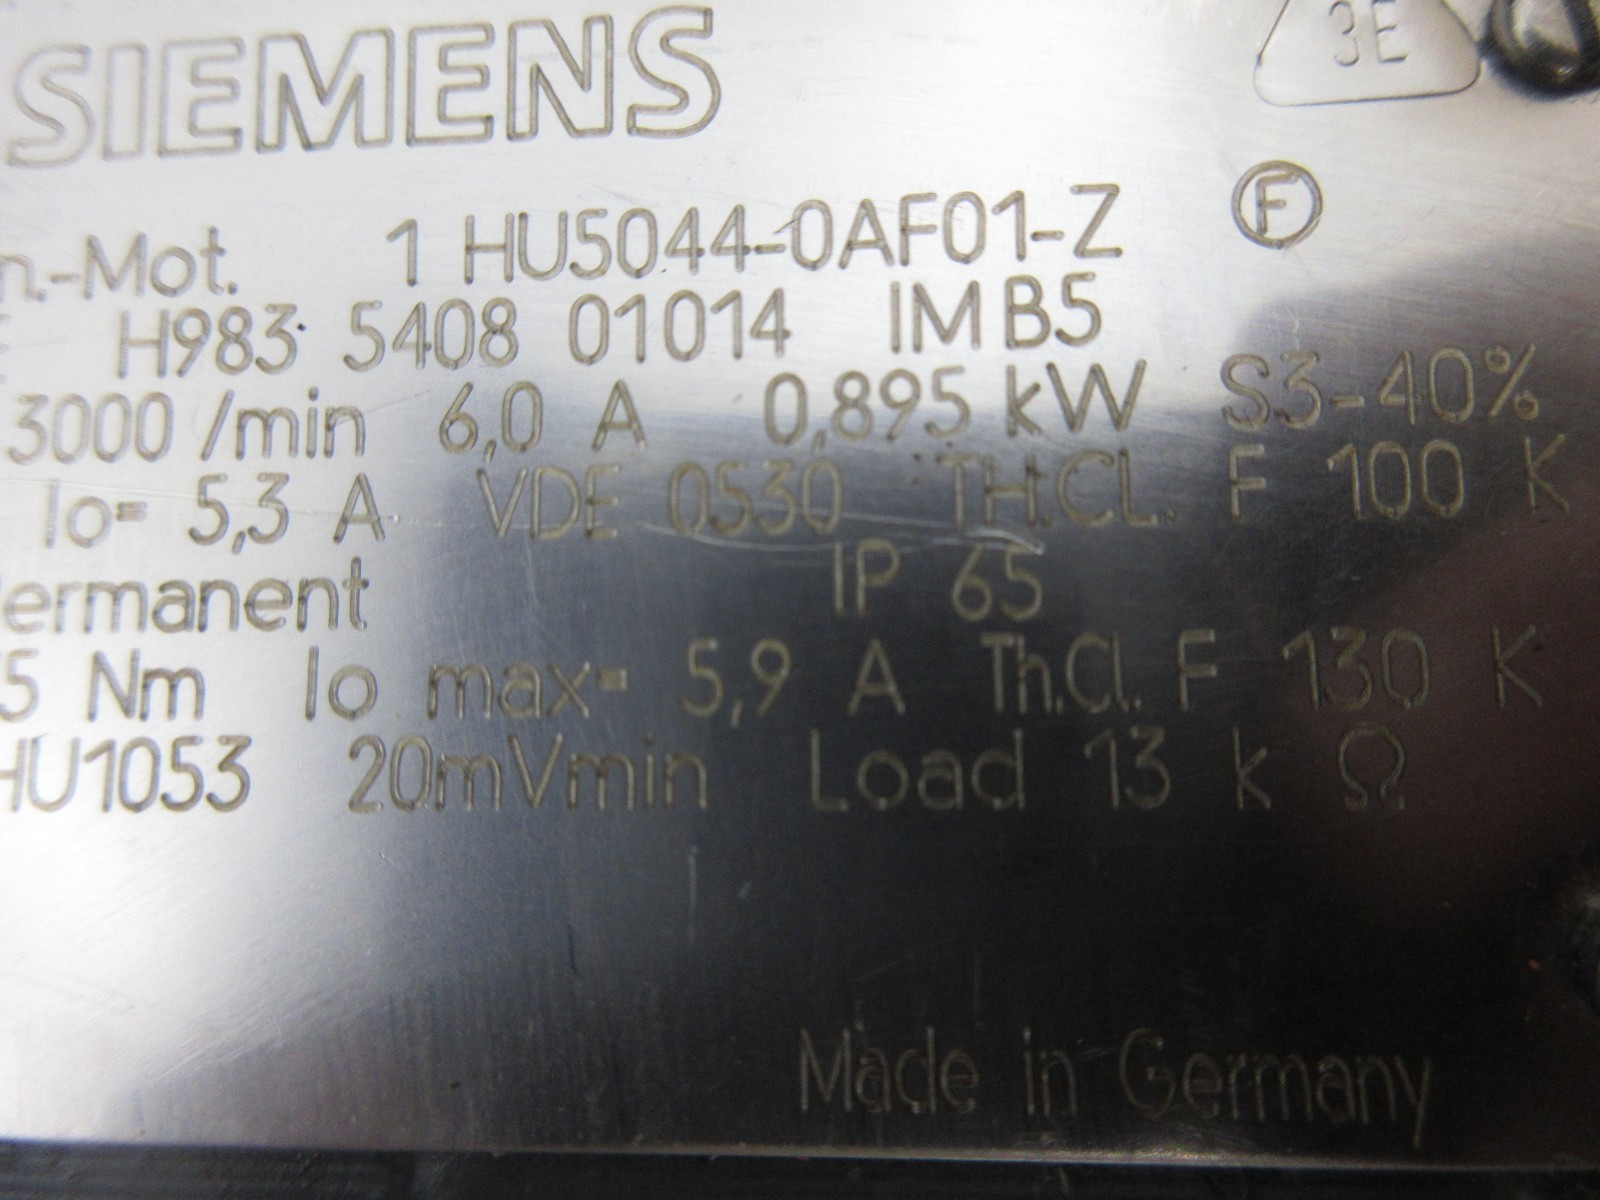 SIEMENS
3E
n.-Mot. 1 HU5044-0AF01-Z F
H983 5408 01014 IM B5
3000 /min 6,0 A 0,895 kW S3-40%
Io= 5,3 A VDE 0530 TH.CL. F 100 K
ermanent IP 65
5 Nm Io max= 5,9 A Th.Cl. F 130 K
HU1053 20mVmin Load 13 k Ω
Made in Germany